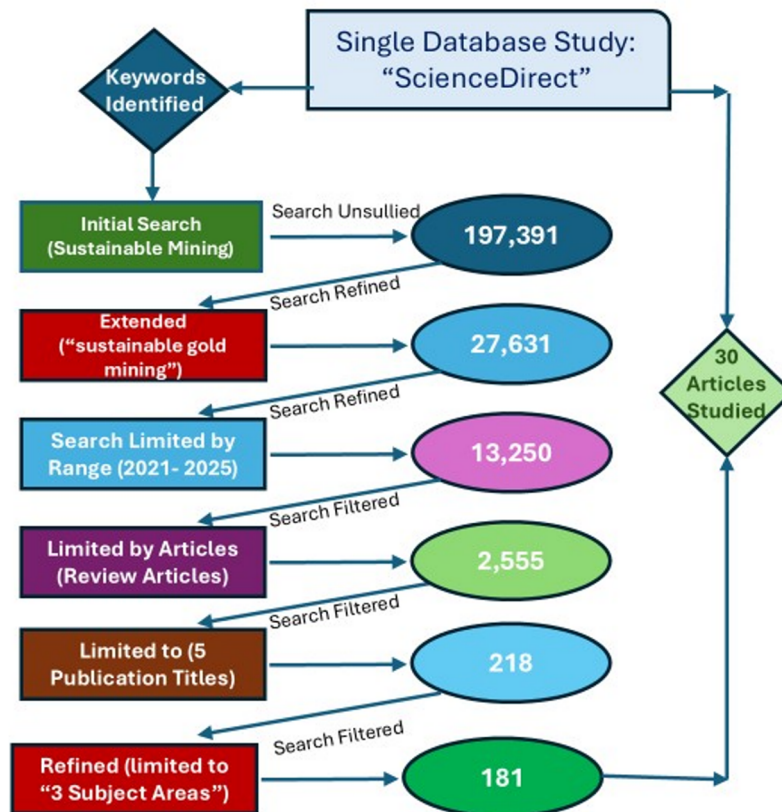 Single Database Study:
“ScienceDirect”
Keywords
Identified
Initial Search
(Sustainable Mining)
Search Unsullied
197,391
Search Refined
Extended
(“sustainable gold
mining”)
27,631
Search Refined
30
Articles
Studied
Search Limited by
Range (2021- 2025)
13,250
Search Filtered
Limited by Articles
(Review Articles)
2,555
Search Filtered
Limited to (5
Publication Titles)
218
Search Filtered
Refined (limited to
“3 Subject Areas”)
181